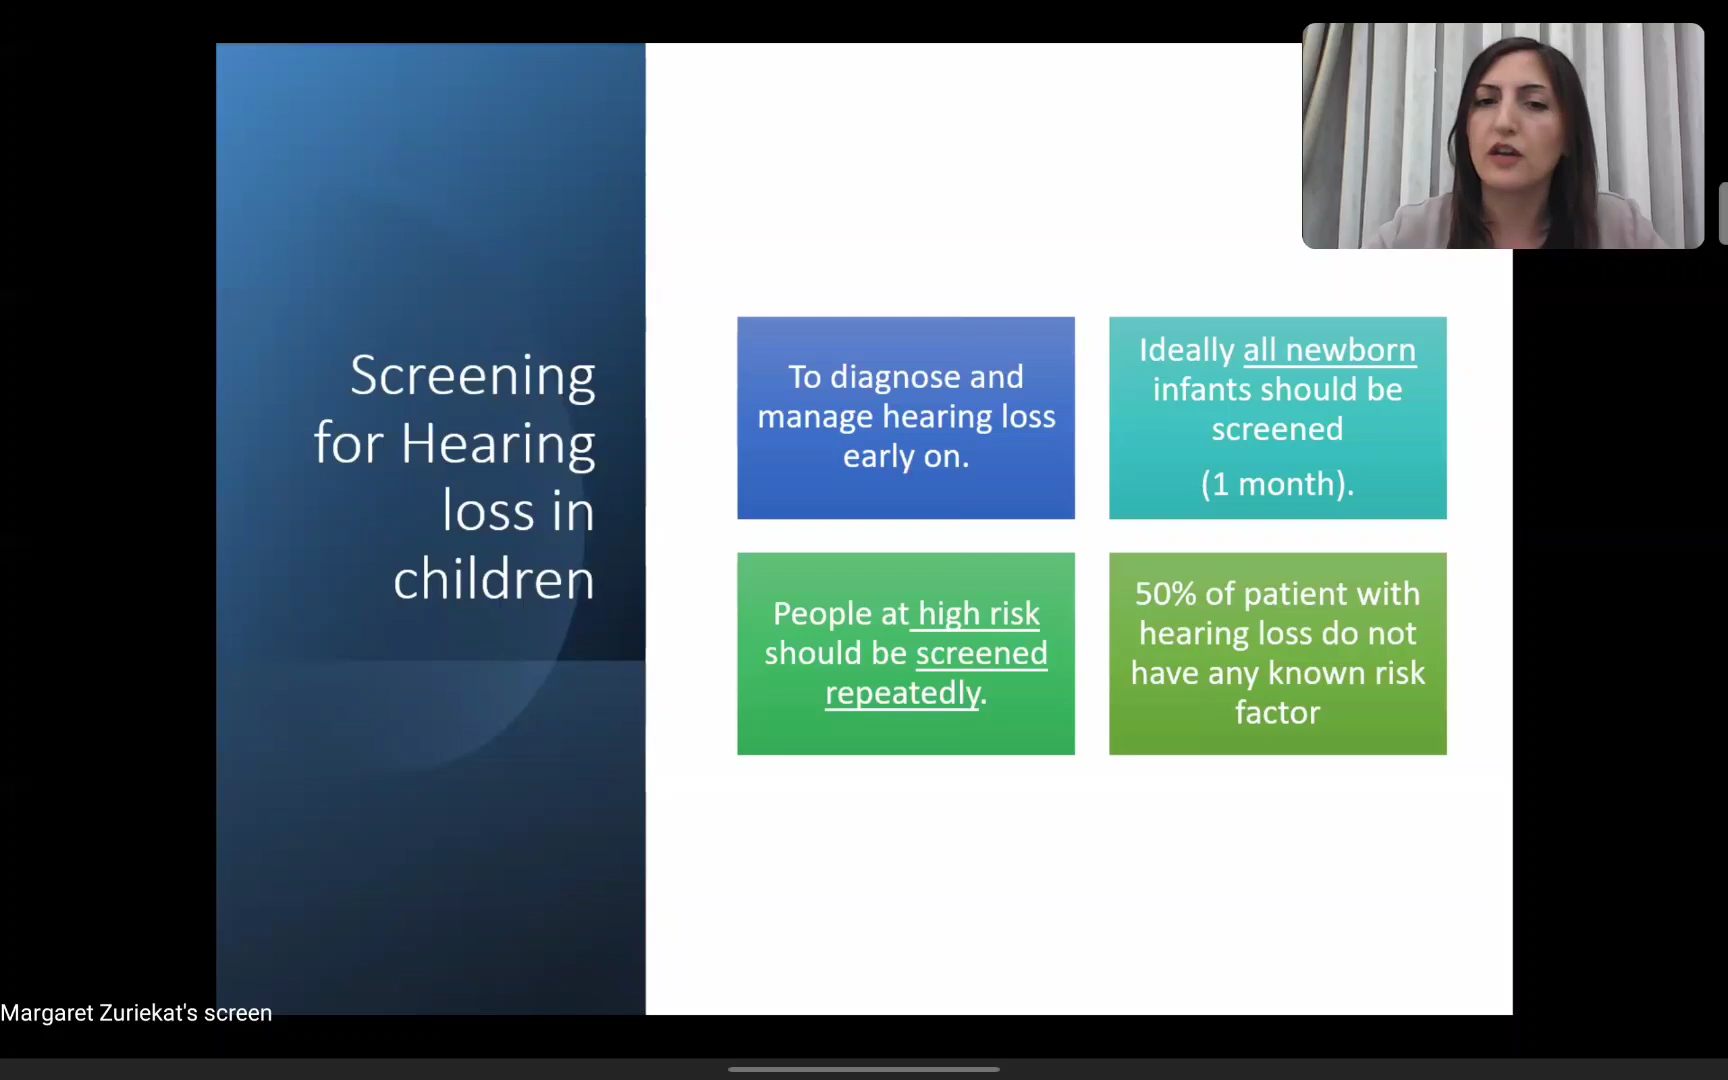 Screening
for Hearing
loss in
children
To diagnose and
manage hearing loss
early on.
Ideally all newborn
infants should be
screened
(1 month).
People at high risk
should be screened
repeatedly.
50% of patient with
hearing loss do not
have any known risk
factor
Margaret Zuriekat's screen